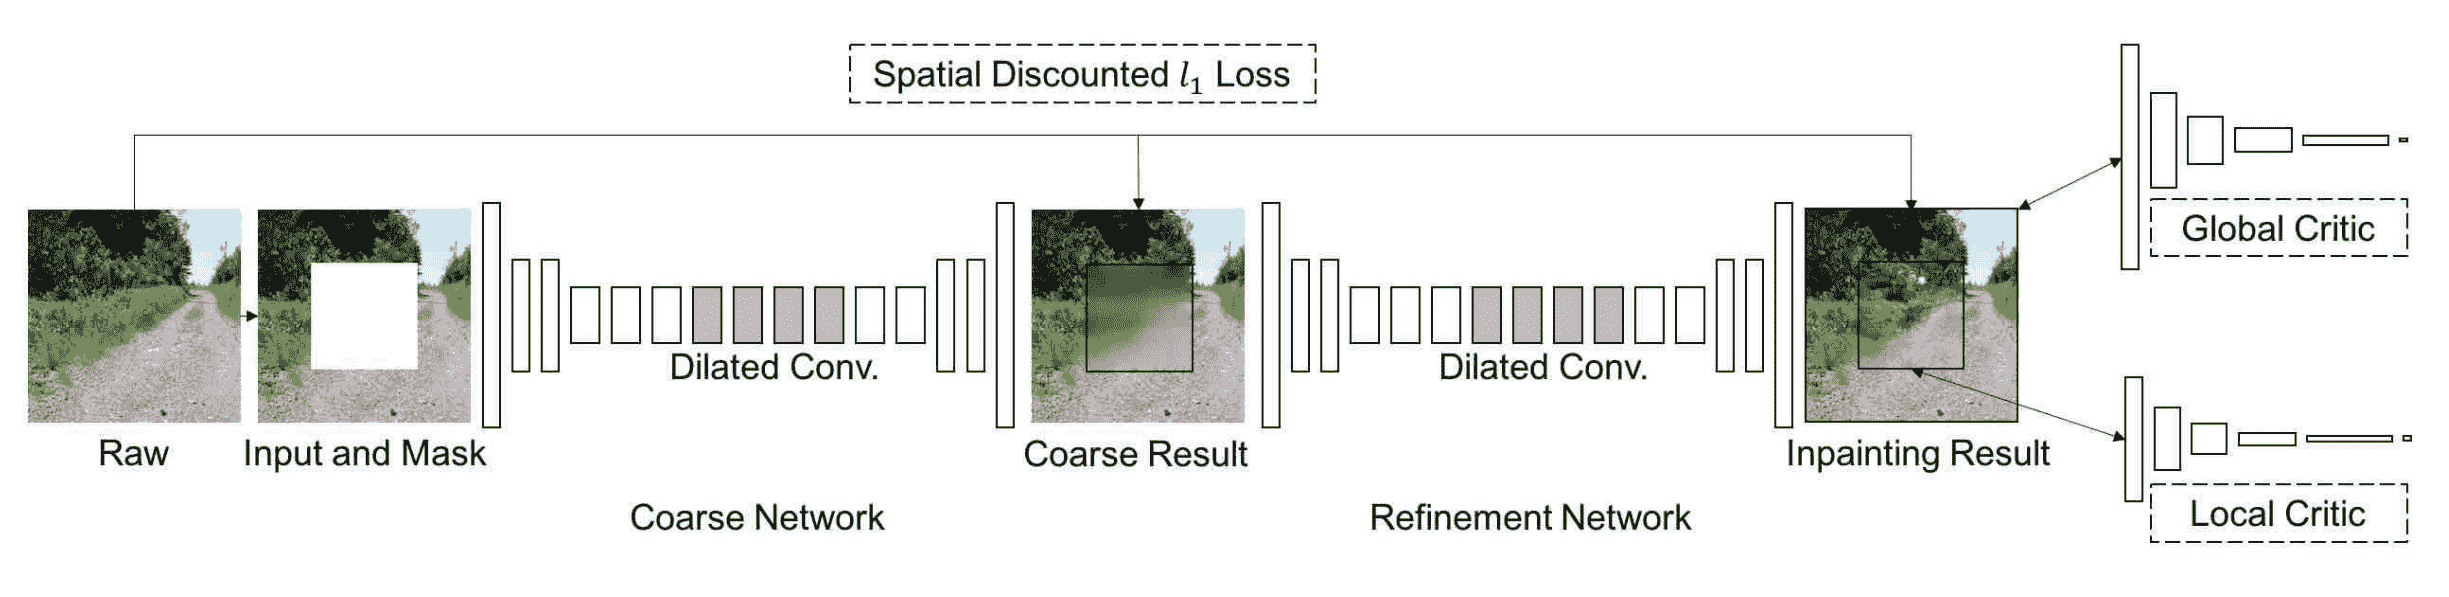 Spatial Discounted l₁ Loss
Global Critic
Dilated Conv.
Dilated Conv.
Raw
Input and Mask
Coarse Result
Inpainting Result
Coarse Network
Refinement Network
Local Critic